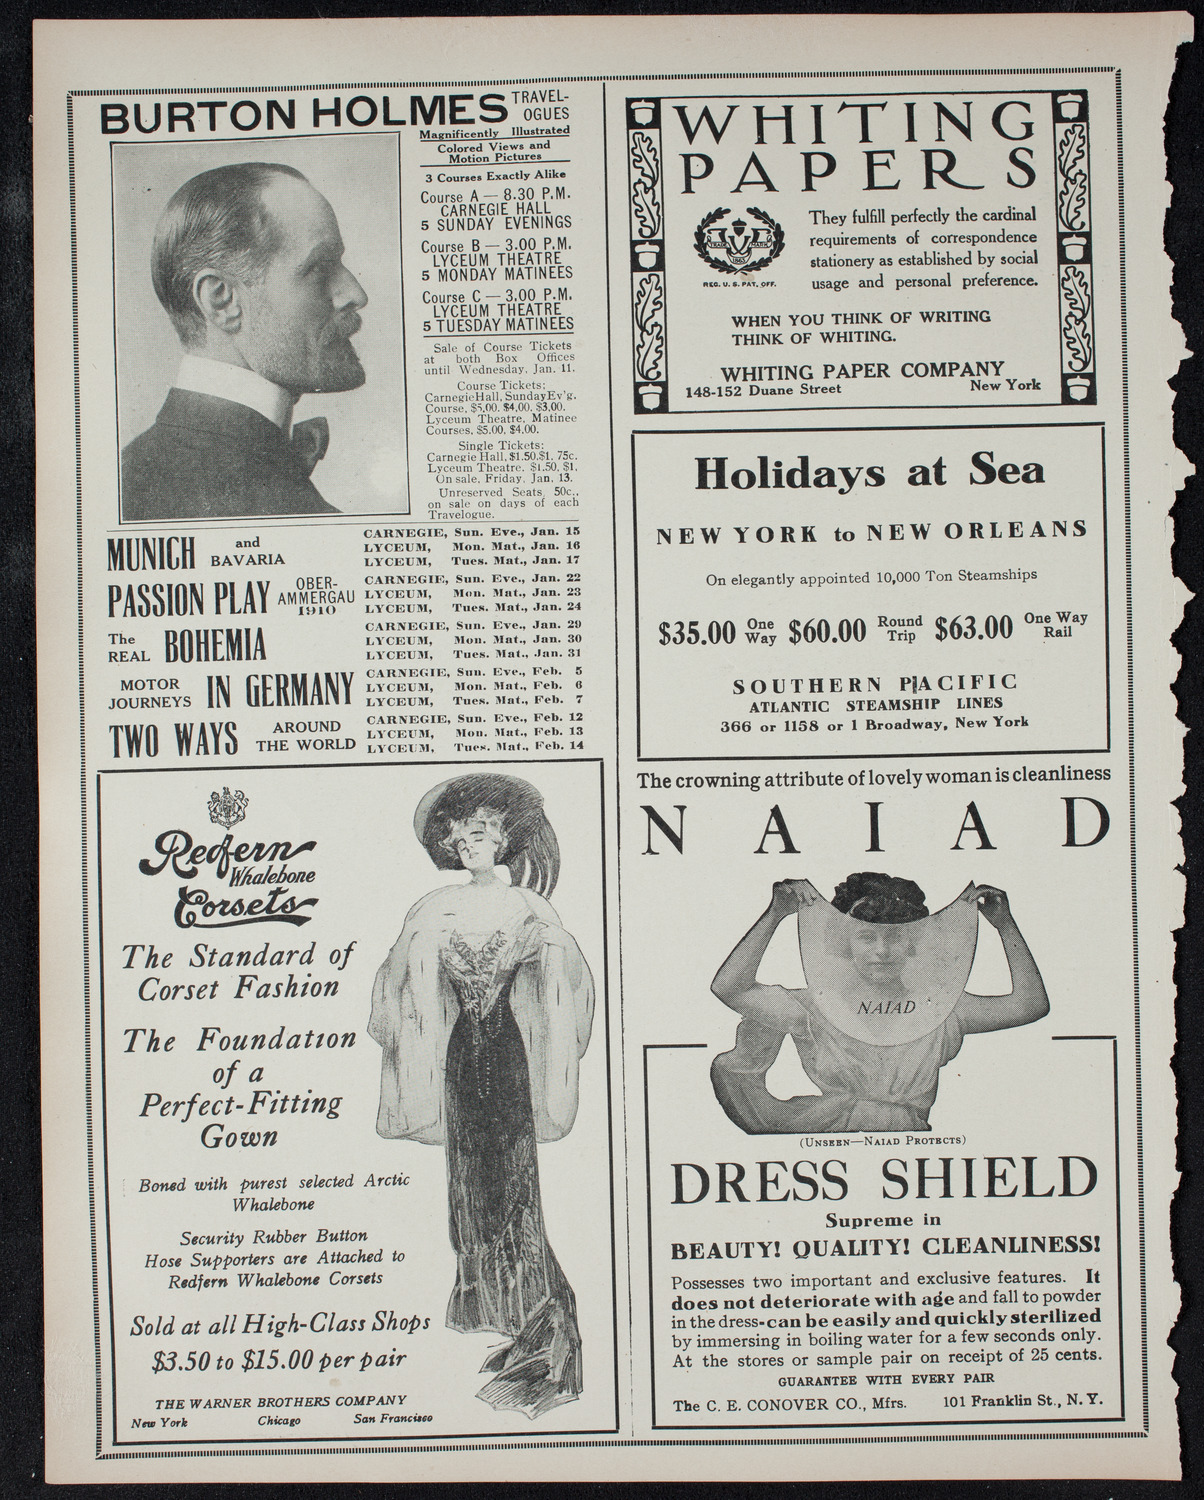 BURTON HOLMES TRAVEL-
OGUES
Magnificently Illustrated
Colored Views and
Motion Pictures
3 Courses Exactly Alike
Course A — 8.30 P.M.
CARNEGIE HALL
5 SUNDAY EVENINGS
Course B — 3.00 P.M.
LYCEUM THEATRE
5 MONDAY MATINEES
Course C — 3.00 P.M.
LYCEUM THEATRE
5 TUESDAY MATINEES
Sale of Course Tickets
at both Box Offices
until Wednesday, Jan. 11.
Course Tickets:
Carnegie Hall, Sunday Ev'g.
Course, $5.00, $4.00, $3.00.
Lyceum Theatre, Matinee
Courses, $5.00, $4.00.
Single Tickets:
Carnegie Hall, $1.50, $1, 75c.
Lyceum Theatre, $1.50, $1.
On sale, Friday, Jan. 13.
Unreserved Seats, 50c.,
on sale on days of each
Travelogue.
MUNICH and BAVARIA
CARNEGIE, Sun. Eve., Jan. 15
LYCEUM, Mon. Mat., Jan. 16
LYCEUM, Tues. Mat., Jan. 17
PASSION PLAY OBER-
AMMERGAU
1910
CARNEGIE, Sun. Eve., Jan. 22
LYCEUM, Mon. Mat., Jan. 23
LYCEUM, Tues. Mat., Jan. 24
The REAL BOHEMIA
CARNEGIE, Sun. Eve., Jan. 29
LYCEUM, Mon. Mat., Jan. 30
LYCEUM, Tues. Mat., Jan. 31
MOTOR JOURNEYS IN GERMANY
CARNEGIE, Sun. Eve., Feb. 5
LYCEUM, Mon. Mat., Feb. 6
LYCEUM, Tues. Mat., Feb. 7
TWO WAYS AROUND THE WORLD
CARNEGIE, Sun. Eve., Feb. 12
LYCEUM, Mon. Mat., Feb. 13
LYCEUM, Tues. Mat., Feb. 14
Redfern
Whalebone
Corsets
The Standard of
Corset Fashion
The Foundation
of a
Perfect-Fitting
Gown
Boned with purest selected Arctic
Whalebone
Security Rubber Button
Hose Supporters are Attached to
Redfern Whalebone Corsets
Sold at all High-Class Shops
$3.50 to $15.00 per pair
THE WARNER BROTHERS COMPANY
New York Chicago San Francisco
WHITING
PAPERS
TRADE MARK
1865
REG. U. S. PAT. OFF.
They fulfill perfectly the cardinal
requirements of correspondence
stationery as established by social
usage and personal preference.
WHEN YOU THINK OF WRITING
THINK OF WHITING.
WHITING PAPER COMPANY
148-152 Duane Street New York
Holidays at Sea
NEW YORK to NEW ORLEANS
On elegantly appointed 10,000 Ton Steamships
$35.00 One Way $60.00 Round Trip $63.00 One Way Rail
SOUTHERN PACIFIC
ATLANTIC STEAMSHIP LINES
366 or 1158 or 1 Broadway, New York
The crowning attribute of lovely woman is cleanliness
NAIAD
NAIAD
(UNSEEN—NAIAD PROTECTS)
DRESS SHIELD
Supreme in
BEAUTY! QUALITY! CLEANLINESS!
Possesses two important and exclusive features. It
does not deteriorate with age and fall to powder
in the dress-can be easily and quickly sterilized
by immersing in boiling water for a few seconds only.
At the stores or sample pair on receipt of 25 cents.
GUARANTEE WITH EVERY PAIR
The C. E. CONOVER CO., Mfrs. 101 Franklin St., N. Y.